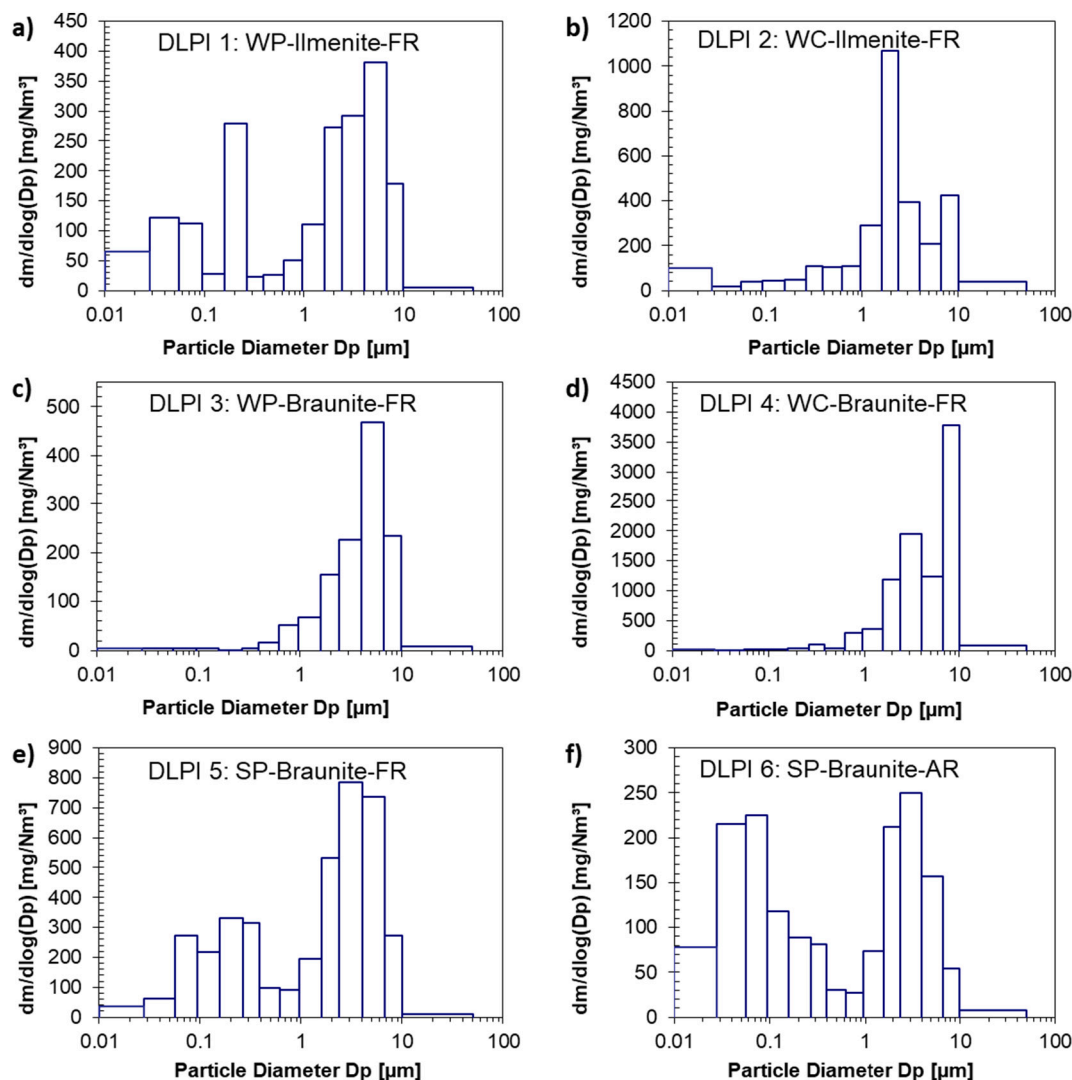 a)
DLPI 1: WP-Ilmenite-FR
dm/dlog(Dp) [mg/Nm³]
450
400
350
300
250
200
150
100
50
0
0.01 0.1 1 10 100
Particle Diameter Dp [µm]
b)
DLPI 2: WC-Ilmenite-FR
dm/dlog(Dp) [mg/Nm³]
1200
1000
800
600
400
200
0
0.01 0.1 1 10 100
Particle Diameter Dp [µm]
c)
DLPI 3: WP-Braunite-FR
dm/dlog(Dp) [mg/Nm³]
500
400
300
200
100
0
0.01 0.1 1 10 100
Particle Diameter Dp [µm]
d)
DLPI 4: WC-Braunite-FR
dm/dlog(Dp) [mg/Nm³]
4500
4000
3500
3000
2500
2000
1500
1000
500
0
0.01 0.1 1 10 100
Particle Diameter Dp [µm]
e)
DLPI 5: SP-Braunite-FR
dm/dlog(Dp) [mg/Nm³]
900
800
700
600
500
400
300
200
100
0
0.01 0.1 1 10 100
Particle Diameter Dp [µm]
f)
DLPI 6: SP-Braunite-AR
dm/dlog(Dp) [mg/Nm³]
300
250
200
150
100
50
0
0.01 0.1 1 10 100
Particle Diameter Dp [µm]